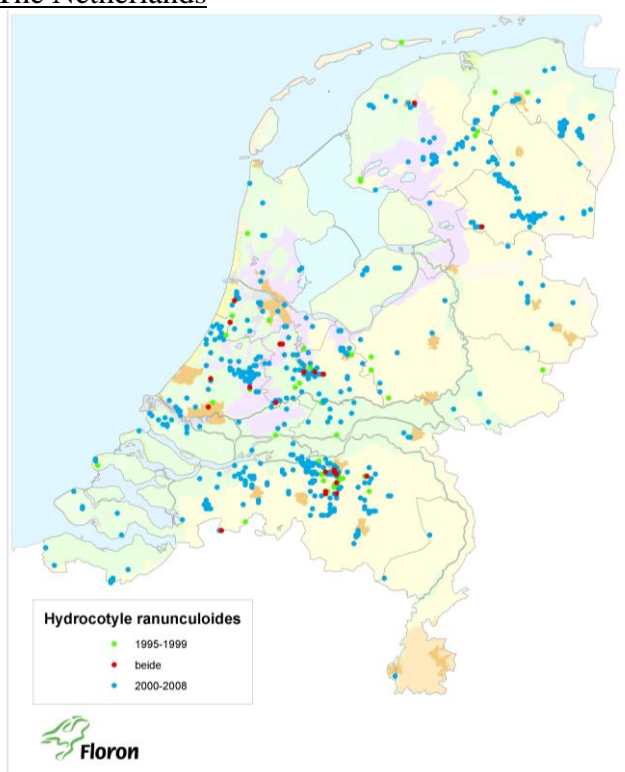 The Netherlands
Hydrocotyle ranunculoides
1995-1999
beide
2000-2008
Floron